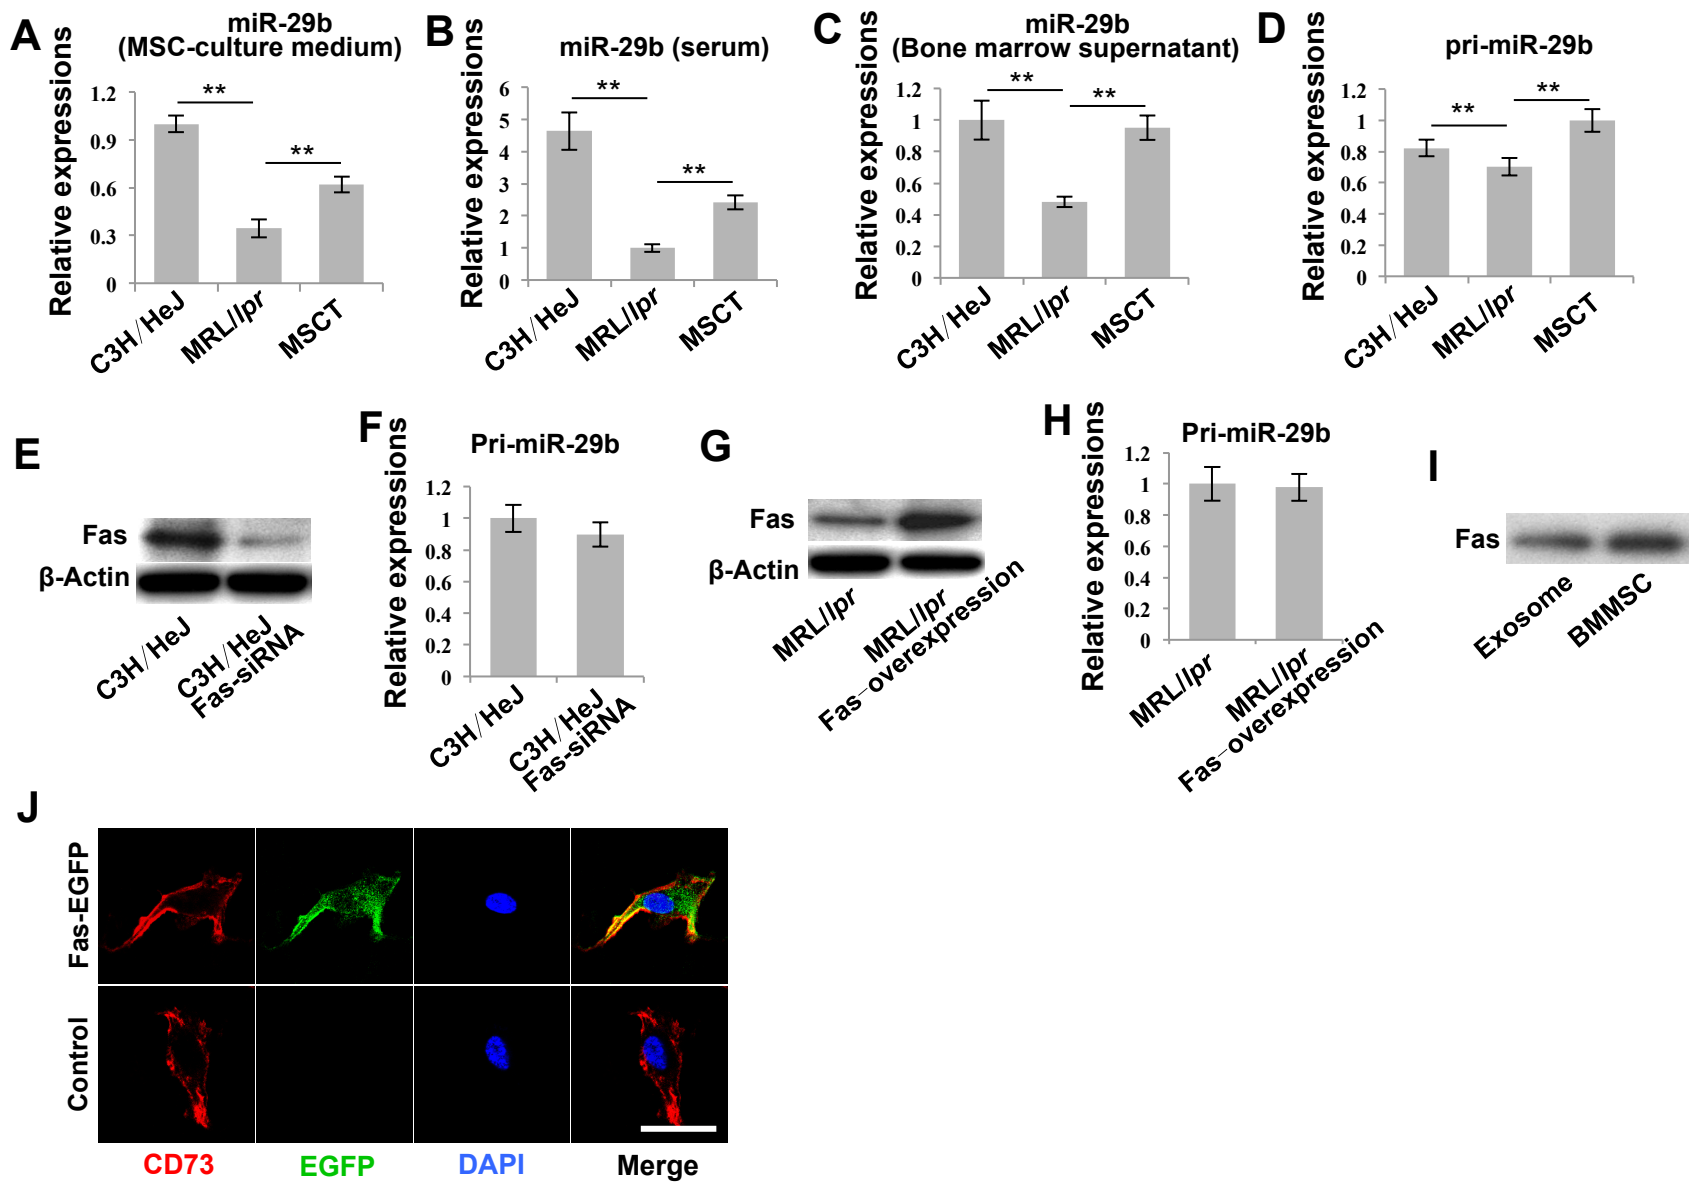 A
miR-29b
(MSC-culture medium)
Relative expressions
1.2
0.9
0.6
0.3
0
**
**
C3H/HeJ
MRL/lpr
MSCT
B
miR-29b (serum)
Relative expressions
6
5
4
3
2
1
0
**
**
C3H/HeJ
MRL/lpr
MSCT
C
miR-29b
(Bone marrow supernatant)
Relative expressions
1.2
1
0.8
0.6
0.4
0.2
0
**
**
C3H/HeJ
MRL/lpr
MSCT
D
pri-miR-29b
Relative expressions
1.2
1
0.8
0.6
0.4
0.2
0
**
**
C3H/HeJ
MRL/lpr
MSCT
E
Fas
β-Actin
C3H/HeJ
C3H/HeJ
Fas-siRNA
F
Pri-miR-29b
Relative expressions
1.2
1
0.8
0.6
0.4
0.2
0
C3H/HeJ
C3H/HeJ
Fas-siRNA
G
Fas
β-Actin
MRL/lpr
MRL/lpr
Fas-overexpression
H
Pri-miR-29b
Relative expressions
1.2
1
0.8
0.6
0.4
0.2
0
MRL/lpr
MRL/lpr
Fas-overexpression
I
Fas
Exosome
BMMSC
J
Fas-EGFP
Control
CD73
EGFP
DAPI
Merge